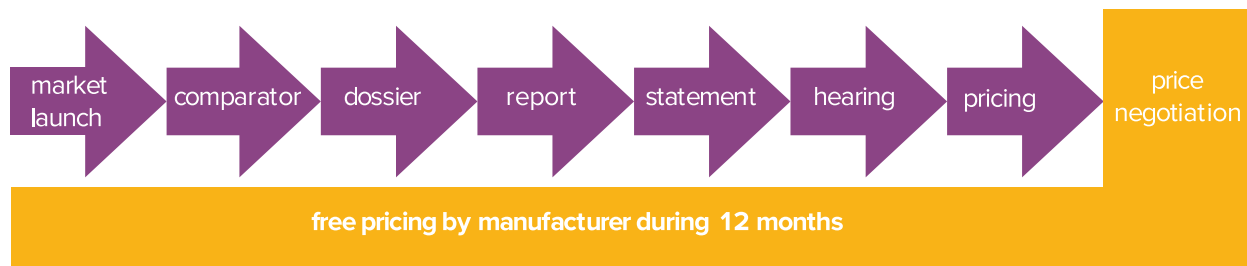 market
launch
comparator
dossier
report
statement
hearing
pricing
price
negotiation
free pricing by manufacturer during 12 months